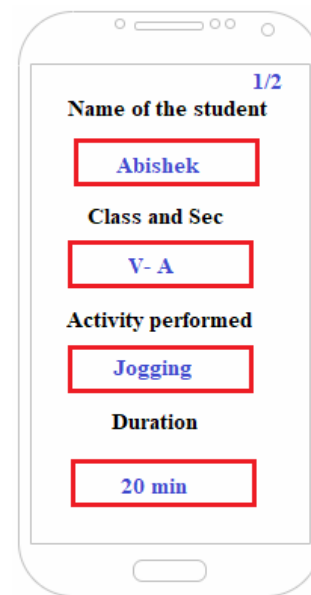 1/2
Name of the student
Abishek
Class and Sec
V- A
Activity performed
Jogging
Duration
20 min